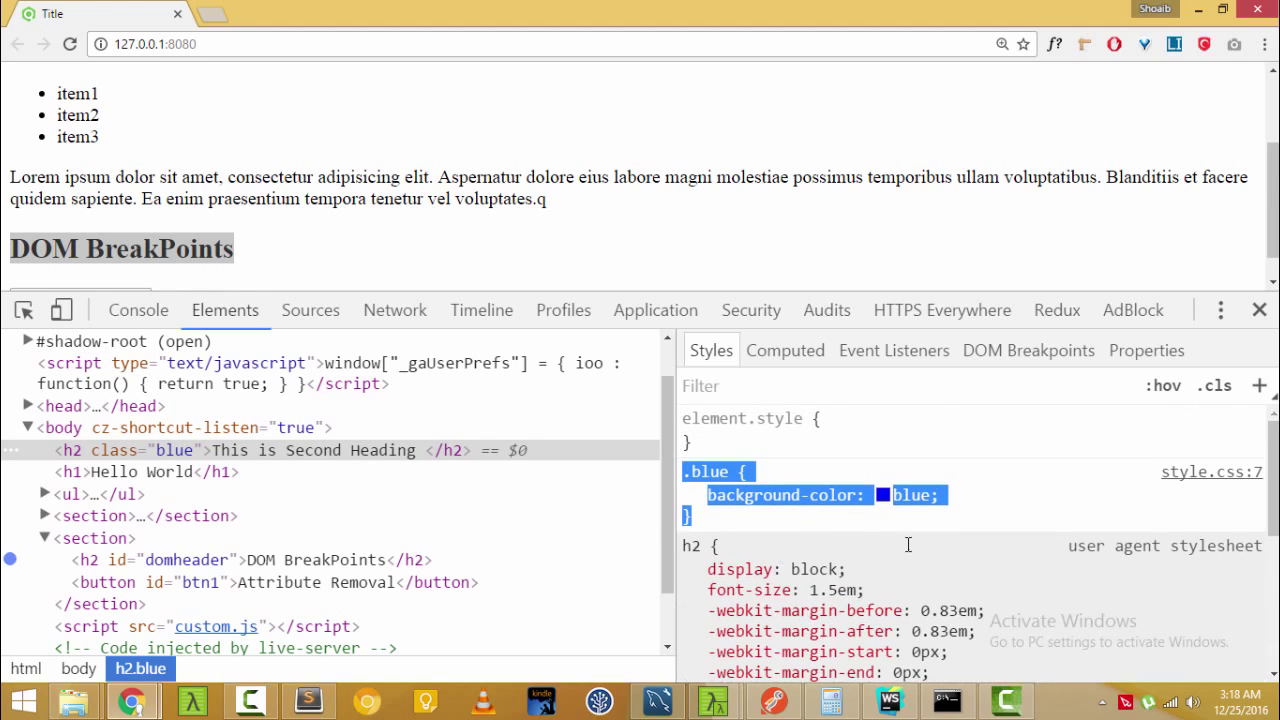 Title
Shoaib
127.0.0.1:8080
f?
LI
item1
item2
item3
Lorem ipsum dolor sit amet, consectetur adipisicing elit. Aspernatur dolore eius labore magni molestiae possimus temporibus ullam voluptatibus. Blanditiis et facere
quidem sapiente. Ea enim praesentium tempora tenetur vel voluptates.q
DOM BreakPoints
Console Elements Sources Network Timeline Profiles Application Security Audits HTTPS Everywhere Redux AdBlock
#shadow-root (open)
<script type="text/javascript">window["_gaUserPrefs"] = { ioo :
function() { return true; } }</script>
<head>…</head>
<body cz-shortcut-listen="true">
<h2 class="blue">This is Second Heading </h2> == $0
<h1>Hello World</h1>
<ul>…</ul>
<section>…</section>
<section>
<h2 id="domheader">DOM BreakPoints</h2>
<button id="btn1">Attribute Removal</button>
</section>
<script src="custom.js"></script>
<!-- Code injected by live-server -->
html body h2.blue
Styles Computed Event Listeners DOM Breakpoints Properties
Filter :hov .cls +
element.style {
}
.blue { style.css:7
background-color: blue;
}
h2 { user agent stylesheet
display: block;
font-size: 1.5em;
-webkit-margin-before: 0.83em;
-webkit-margin-after: 0.83em;
-webkit-margin-start: 0px;
-webkit-margin-end: 0px;
Activate Windows
Go to PC settings to activate Windows.
kindle
WS
3:18 AM
12/25/2016